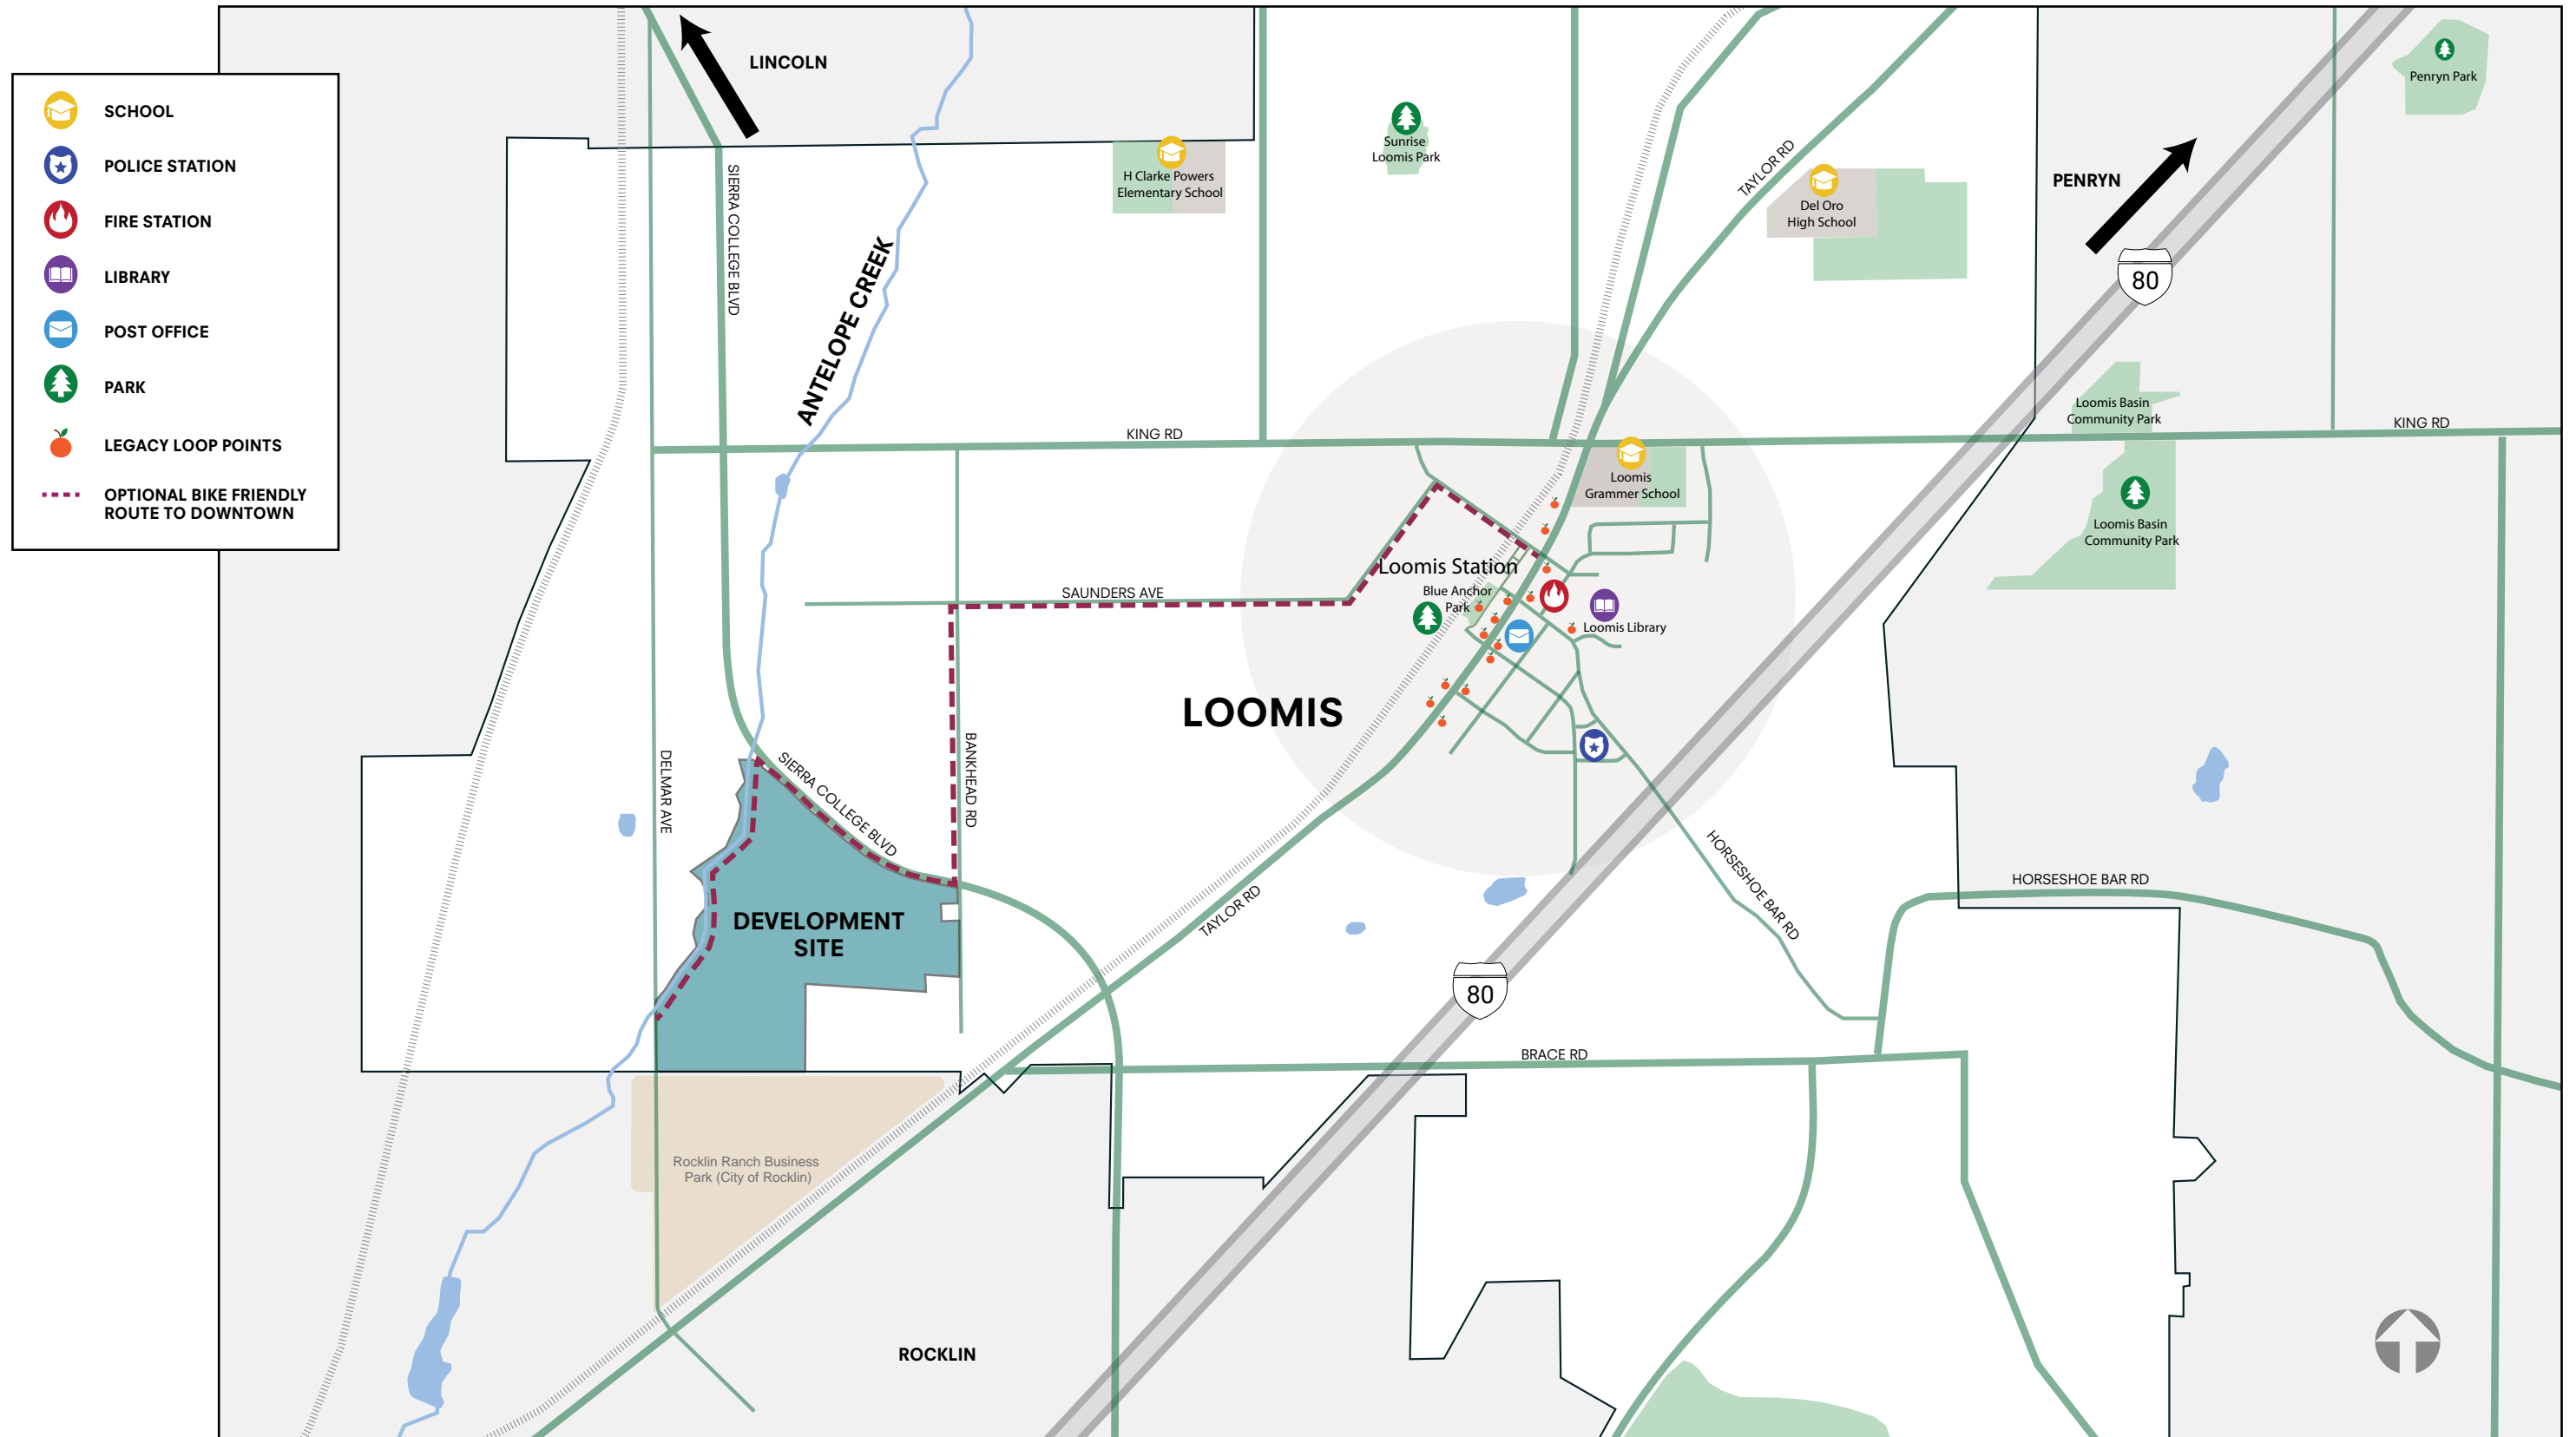 SCHOOL
POLICE STATION
FIRE STATION
LIBRARY
POST OFFICE
PARK
LEGACY LOOP POINTS
OPTIONAL BIKE FRIENDLY
ROUTE TO DOWNTOWN
LINCOLN
Penryn Park
Sunrise
Loomis Park
H Clarke Powers
Elementary School
TAYLOR RD
Del Oro
High School
PENRYN
80
SIERRA COLLEGE BLVD
ANTELOPE CREEK
KING RD
Loomis Basin
Community Park
KING RD
Loomis
Grammer School
Loomis Basin
Community Park
Loomis Station
Blue Anchor
Park
SAUNDERS AVE
Loomis Library
LOOMIS
DELMAR AVE
SIERRA COLLEGE BLVD
BANKHEAD RD
HORSESHOE BAR RD
HORSESHOE BAR RD
TAYLOR RD
DEVELOPMENT
SITE
80
BRACE RD
Rocklin Ranch Business
Park (City of Rocklin)
ROCKLIN